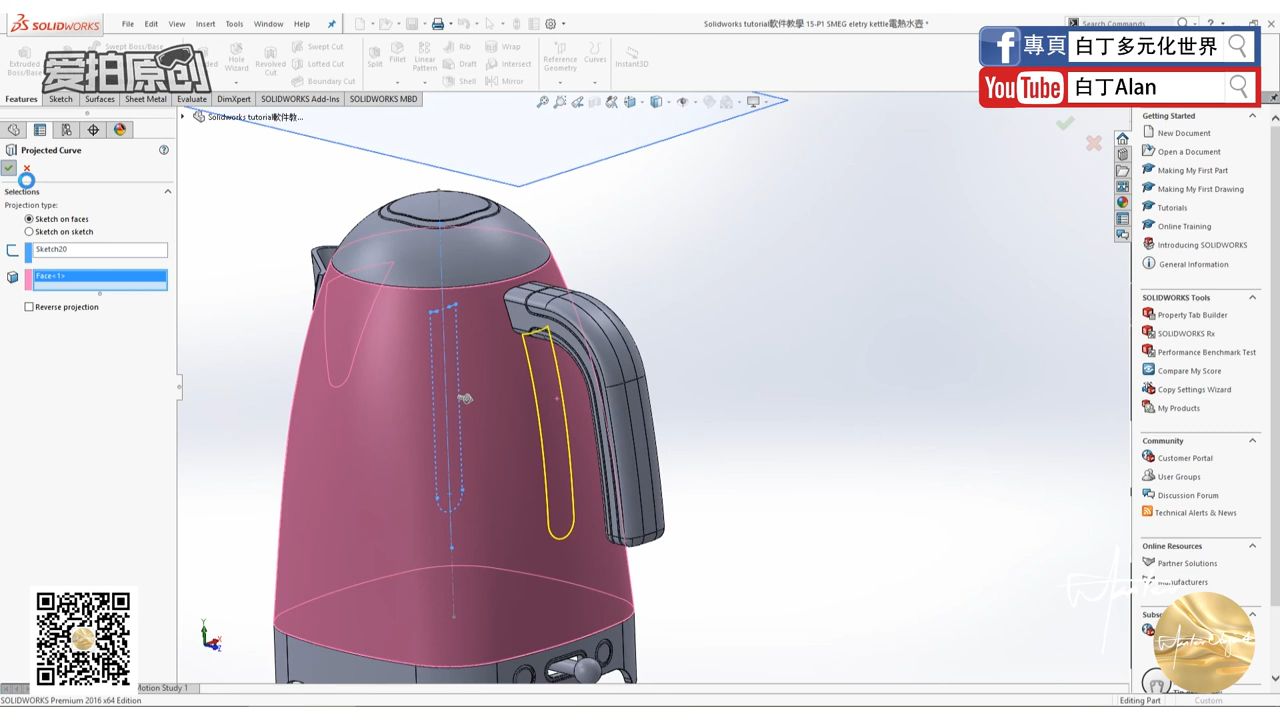 SOLIDWORKS
File Edit View Insert Tools Window Help
Solidworks tutorial軟件教學 15-P1 SMEG eletry kettle電熱水壺 *
Search Commands
專頁 白丁多元化世界
YouTube 白丁Alan
爱拍原创
Extruded Boss/Base
Swept Boss/Base
Hole Wizard
Revolved Cut
Swept Cut
Lofted Cut
Boundary Cut
Split
Fillet
Linear Pattern
Rib
Draft
Shell
Wrap
Intersect
Mirror
Reference Geometry
Curves
Instant3D
Features Sketch Surfaces Sheet Metal Evaluate DimXpert SOLIDWORKS Add-Ins SOLIDWORKS MBD
Solidworks tutorial軟件教...
Projected Curve
Selections
Projection type:
Sketch on faces
Sketch on sketch
Sketch20
Face<1>
Reverse projection
Getting Started
New Document
Open a Document
Making My First Part
Making My First Drawing
Tutorials
Online Training
Introducing SOLIDWORKS
General Information
SOLIDWORKS Tools
Property Tab Builder
SOLIDWORKS Rx
Performance Benchmark Test
Compare My Score
Copy Settings Wizard
My Products
Community
Customer Portal
User Groups
Discussion Forum
Technical Alerts & News
Online Resources
Partner Solutions
Manufacturers
Y
X
Z
Motion Study 1
SOLIDWORKS Premium 2016 x64 Edition
Editing Part
Custom